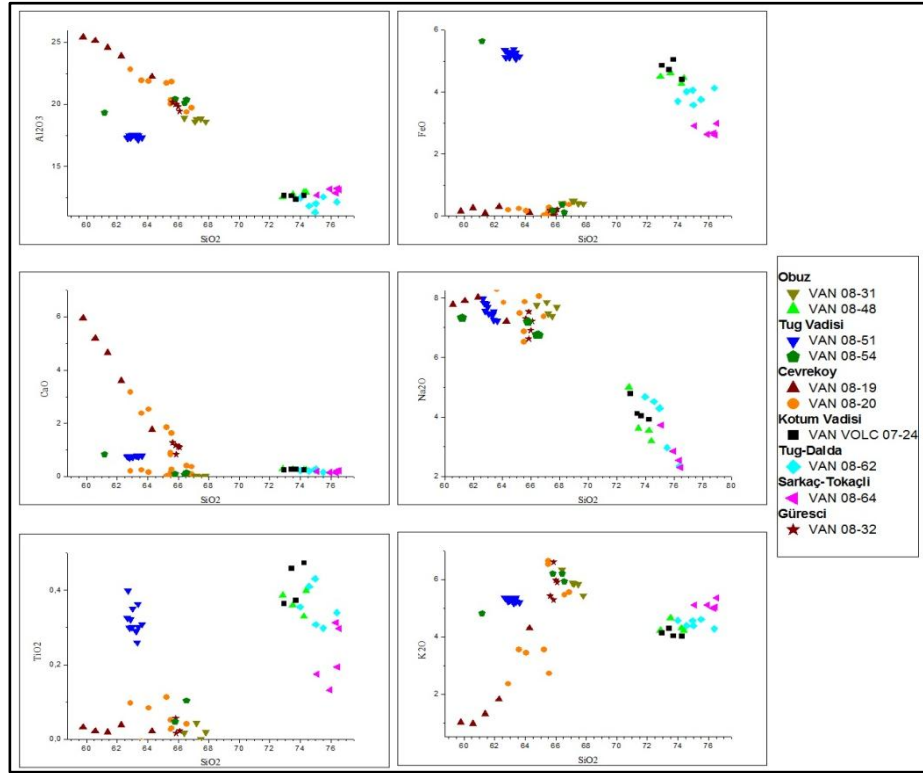 25
20
15
Al2O3
60 62 64 66 68 70 72 74 76
SiO2
6
4
2
0
FeO
60 62 64 66 68 70 72 74 76
SiO2
6
4
2
0
CaO
60 62 64 66 68 70 72 74 76
SiO2
8
6
4
2
Na2O
60 62 64 66 68 70 72 74 76 78 80
SiO2
0,4
0,2
0,0
TiO2
60 62 64 66 68 70 72 74 76
SiO2
6
4
2
K2O
60 62 64 66 68 70 72 74 76
SiO2
Obuz
VAN 08-31
VAN 08-48
Tug Vadisi
VAN 08-51
VAN 08-54
Cevrekoy
VAN 08-19
VAN 08-20
Kotum Vadisi
VAN VOLC 07-24
Tug-Dalda
VAN 08-62
Sarkaç-Tokaçli
VAN 08-64
Güresci
VAN 08-32